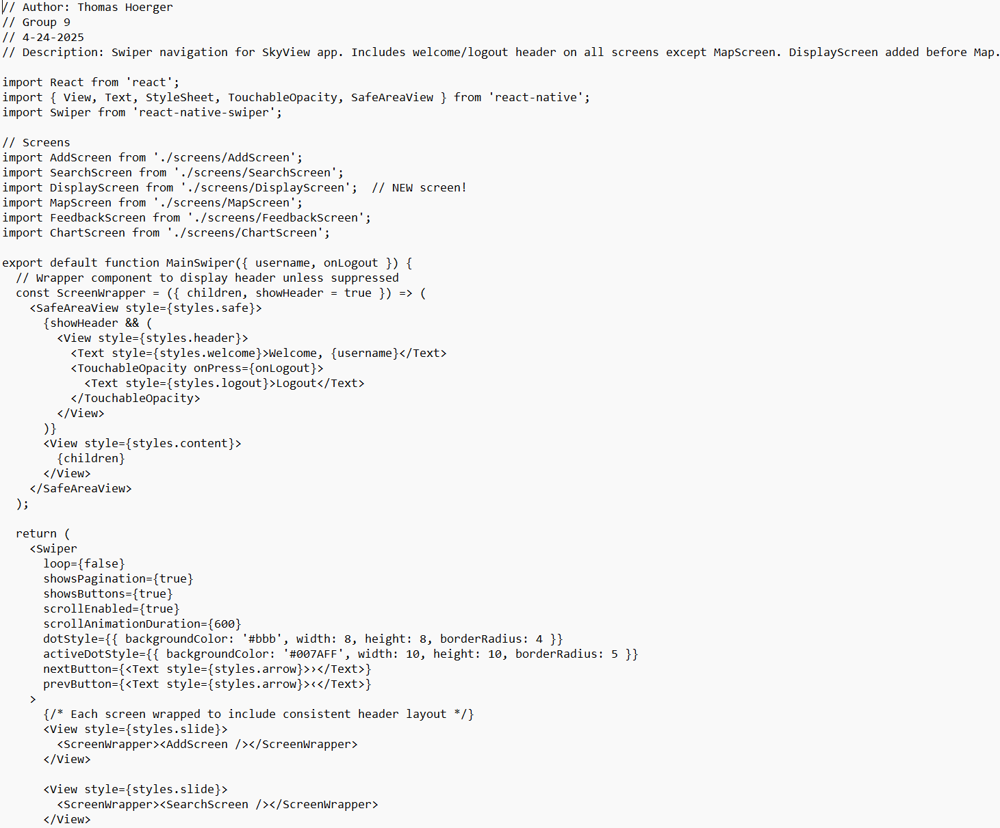 // Author: Thomas Hoerger
// Group 9
// 4-24-2025
// Description: Swiper navigation for SkyView app. Includes welcome/logout header on all screens except MapScreen. DisplayScreen added before Map.

import React from 'react';
import { View, Text, StyleSheet, TouchableOpacity, SafeAreaView } from 'react-native';
import Swiper from 'react-native-swiper';

// Screens
import AddScreen from './screens/AddScreen';
import SearchScreen from './screens/SearchScreen';
import DisplayScreen from './screens/DisplayScreen';  // NEW screen!
import MapScreen from './screens/MapScreen';
import FeedbackScreen from './screens/FeedbackScreen';
import ChartScreen from './screens/ChartScreen';

export default function MainSwiper({ username, onLogout }) {
  // Wrapper component to display header unless suppressed
  const ScreenWrapper = ({ children, showHeader = true }) => (
    <SafeAreaView style={styles.safe}>
      {showHeader && (
        <View style={styles.header}>
          <Text style={styles.welcome}>Welcome, {username}</Text>
          <TouchableOpacity onPress={onLogout}>
            <Text style={styles.logout}>Logout</Text>
          </TouchableOpacity>
        </View>
      )}
      <View style={styles.content}>
        {children}
      </View>
    </SafeAreaView>
  );

  return (
    <Swiper
      loop={false}
      showsPagination={true}
      showsButtons={true}
      scrollEnabled={true}
      scrollAnimationDuration={600}
      dotStyle={{ backgroundColor: '#bbb', width: 8, height: 8, borderRadius: 4 }}
      activeDotStyle={{ backgroundColor: '#007AFF', width: 10, height: 10, borderRadius: 5 }}
      nextButton={<Text style={styles.arrow}>›</Text>}
      prevButton={<Text style={styles.arrow}>‹</Text>}
    >
      {/* Each screen wrapped to include consistent header layout */}
      <View style={styles.slide}>
        <ScreenWrapper><AddScreen /></ScreenWrapper>
      </View>

      <View style={styles.slide}>
        <ScreenWrapper><SearchScreen /></ScreenWrapper>
      </View>